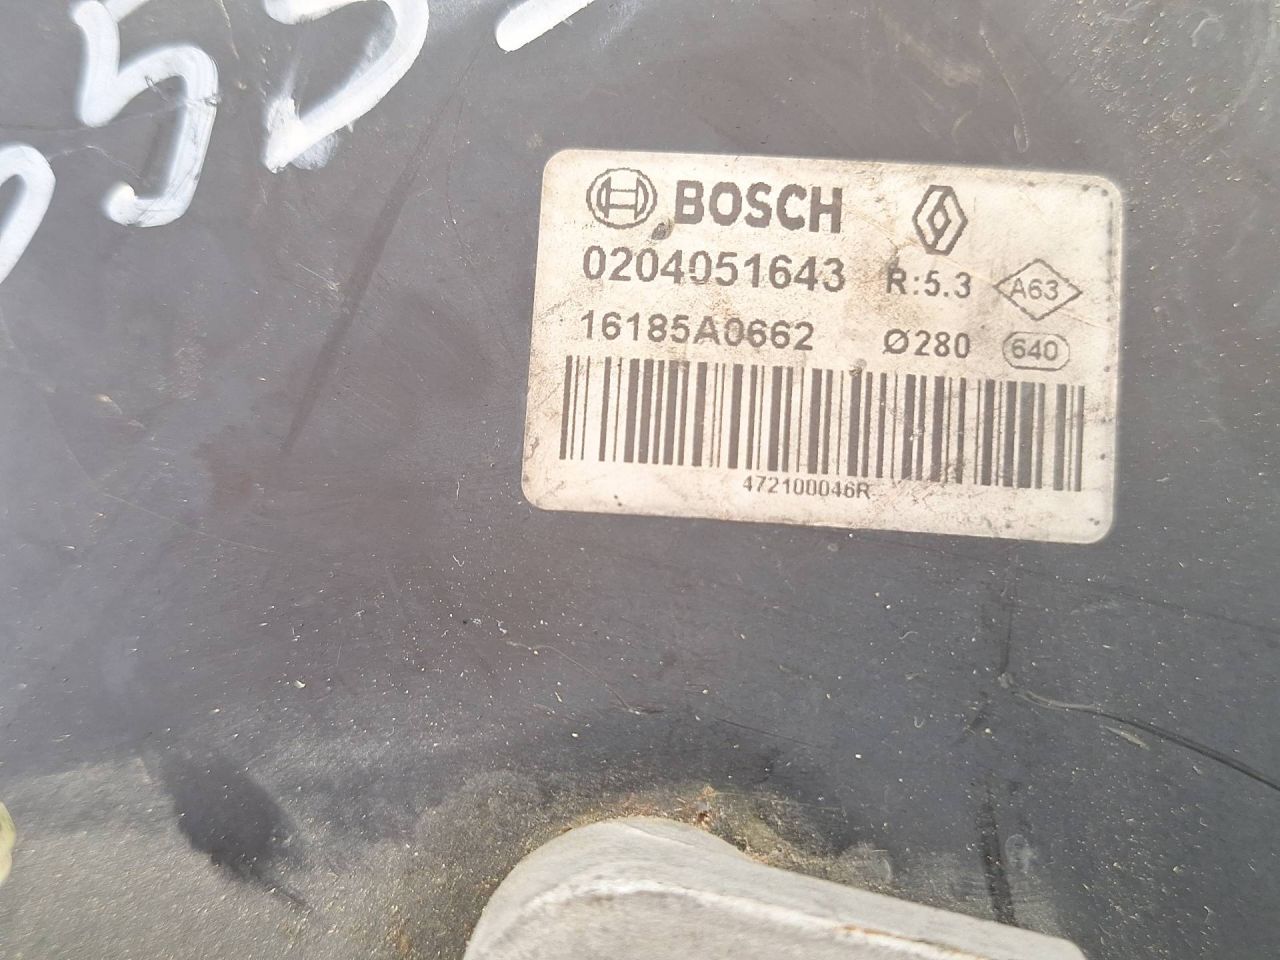 BOSCH
0204051643 R:5.3 A63
16185A0662 Ø280 640
472100046R